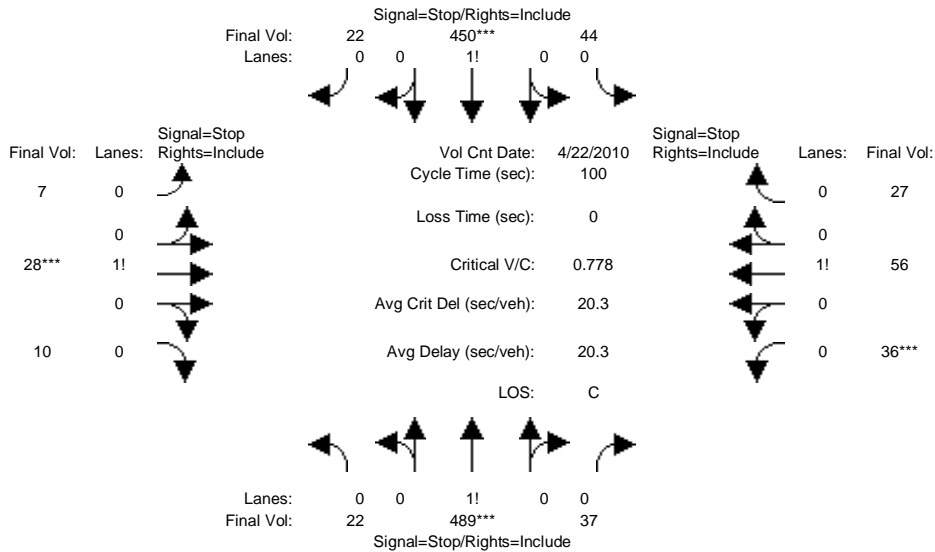 Signal=Stop/Rights=Include
Final Vol: 22 450*** 44
Lanes: 0 0 1! 0 0
Signal=Stop
Final Vol: Lanes: Rights=Include
Vol Cnt Date: 4/22/2010
Signal=Stop
Rights=Include Lanes: Final Vol:
Cycle Time (sec): 100
7 0
0 27
Loss Time (sec): 0
0
0
28*** 1!
Critical V/C: 0.778
1! 56
0
Avg Crit Del (sec/veh): 20.3
0
10 0
Avg Delay (sec/veh): 20.3
0 36***
LOS: C
Lanes: 0 0 1! 0 0
Final Vol: 22 489*** 37
Signal=Stop/Rights=Include